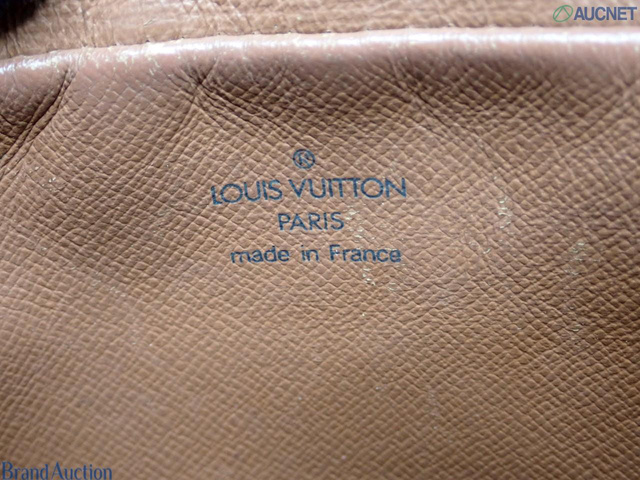 AUCNET
®
LOUIS VUITTON
PARIS
made in France
Brand Auction